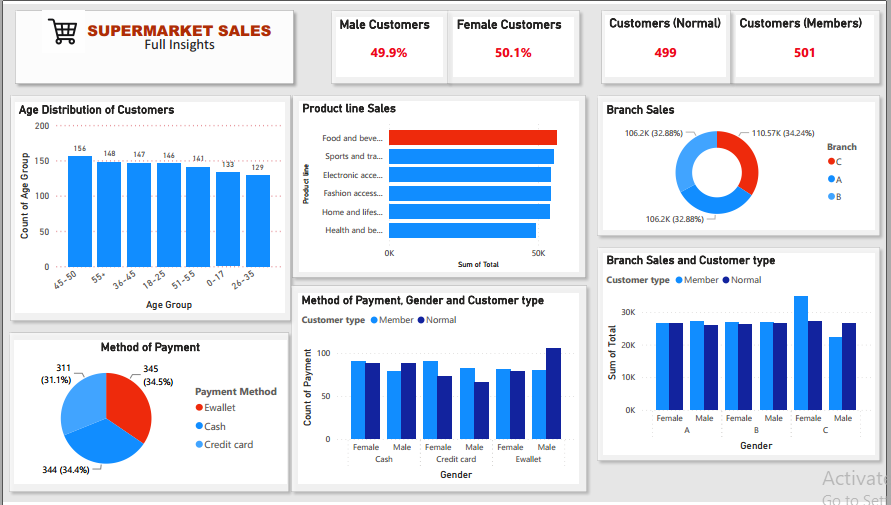 SUPERMARKET SALES
Full Insights
Male Customers
49.9%
Female Customers
50.1%
Customers (Normal)
499
Customers (Members)
501
Age Distribution of Customers
Count of Age Group
200
150
100
50
0
156
148
147
146
141
133
129
45-50
55+
36-45
18-25
51-55
0-17
26-35
Age Group
Product line Sales
Product line
Food and beve...
Sports and tra...
Electronic acce...
Fashion access...
Home and lifes...
Health and be...
0K
50K
Sum of Total
Branch Sales
106.2K (32.88%)
110.57K (34.24%)
106.2K (32.88%)
Branch
C
A
B
Method of Payment
311
(31.1%)
345
(34.5%)
344 (34.4%)
Payment Method
Ewallet
Cash
Credit card
Method of Payment, Gender and Customer type
Customer type Member Normal
Count of Payment
100
50
0
Female Male Female Male Female Male
Cash Credit card Ewallet
Gender
Branch Sales and Customer type
Customer type Member Normal
Sum of Total
30K
20K
10K
0K
Female Male Female Male Female Male
A B C
Gender
Activate
Go to Set